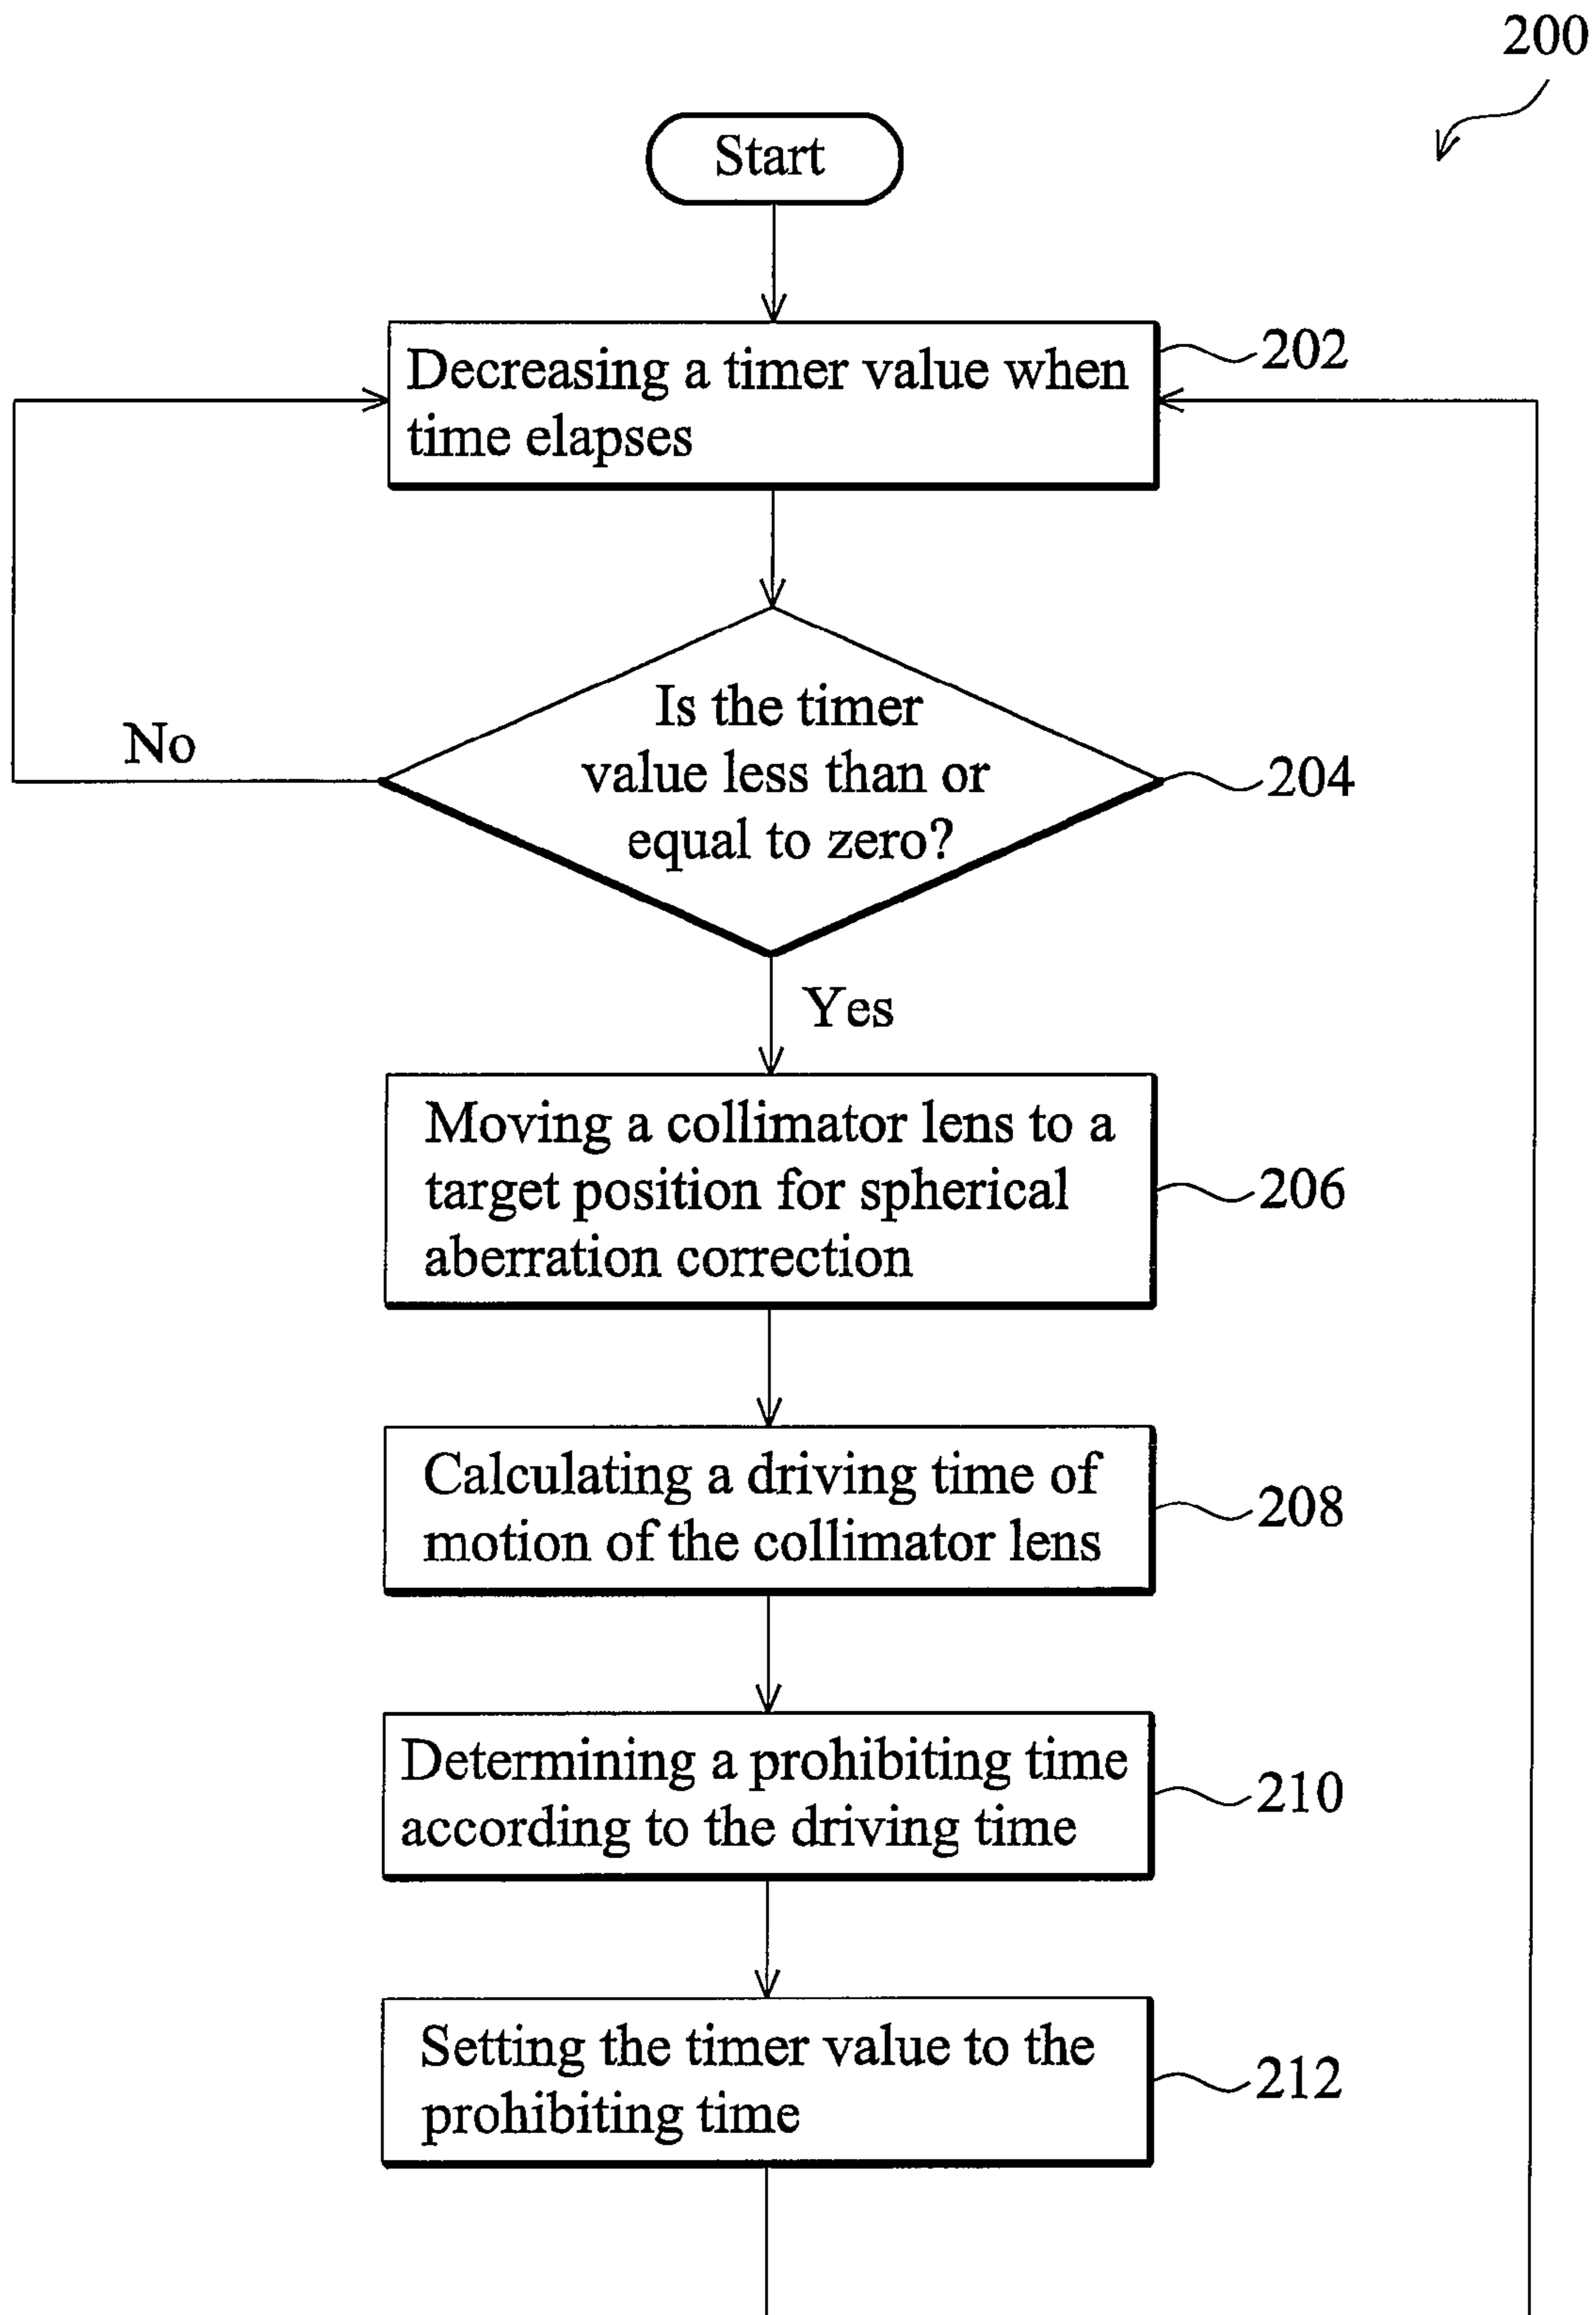 200
Start
Decreasing a timer value when
time elapses
202
Is the timer
value less than or
equal to zero?
204
No
Yes
Moving a collimator lens to a
target position for spherical
aberration correction
206
Calculating a driving time of
motion of the collimator lens
208
Determining a prohibiting time
according to the driving time
210
Setting the timer value to the
prohibiting time
212